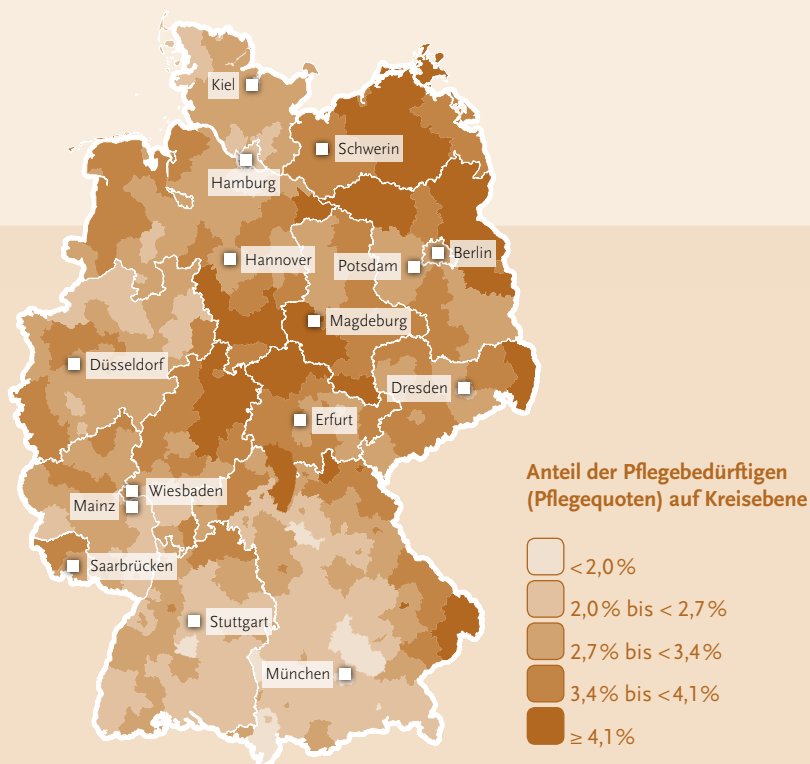 Kiel
Schwerin
Hamburg
Hannover
Berlin
Potsdam
Magdeburg
Düsseldorf
Dresden
Erfurt
Anteil der Pflegebedürftigen
(Pflegequoten) auf Kreisebene
Wiesbaden
Mainz
Saarbrücken
<2,0%
2,0% bis <2,7%
Stuttgart
2,7% bis <3,4%
München
3,4% bis <4,1%
≥ 4,1%